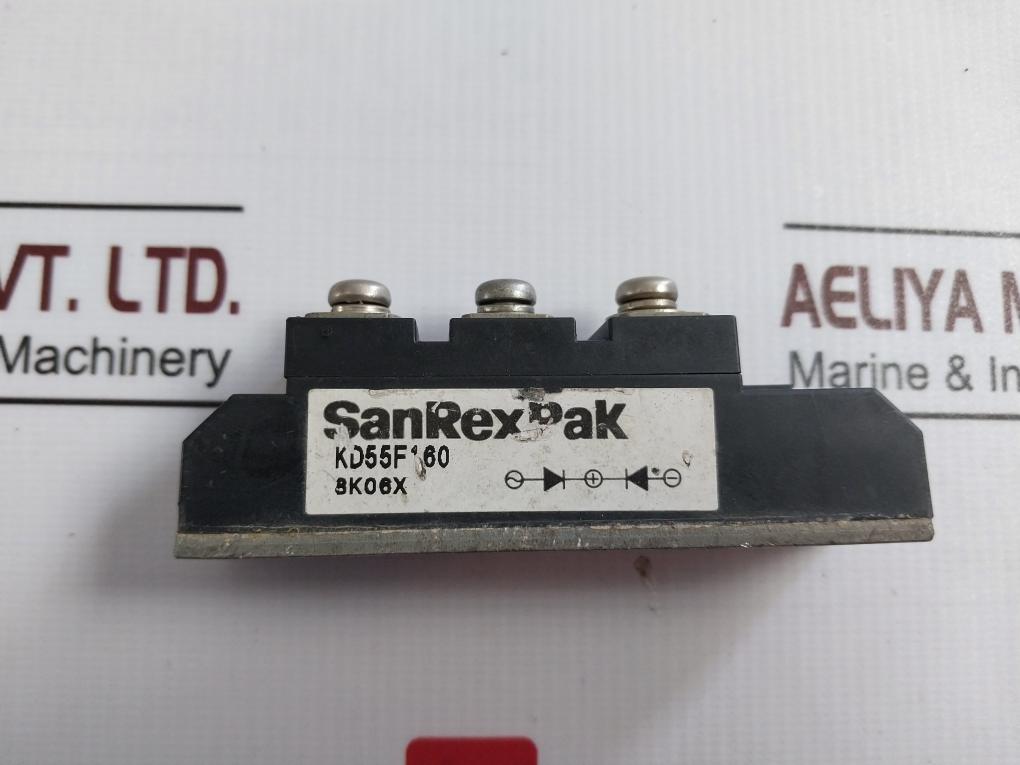 VT. LTD.
Machinery
AELIYA M
Marine & In
SanRexPak
KD55F160
8K06X